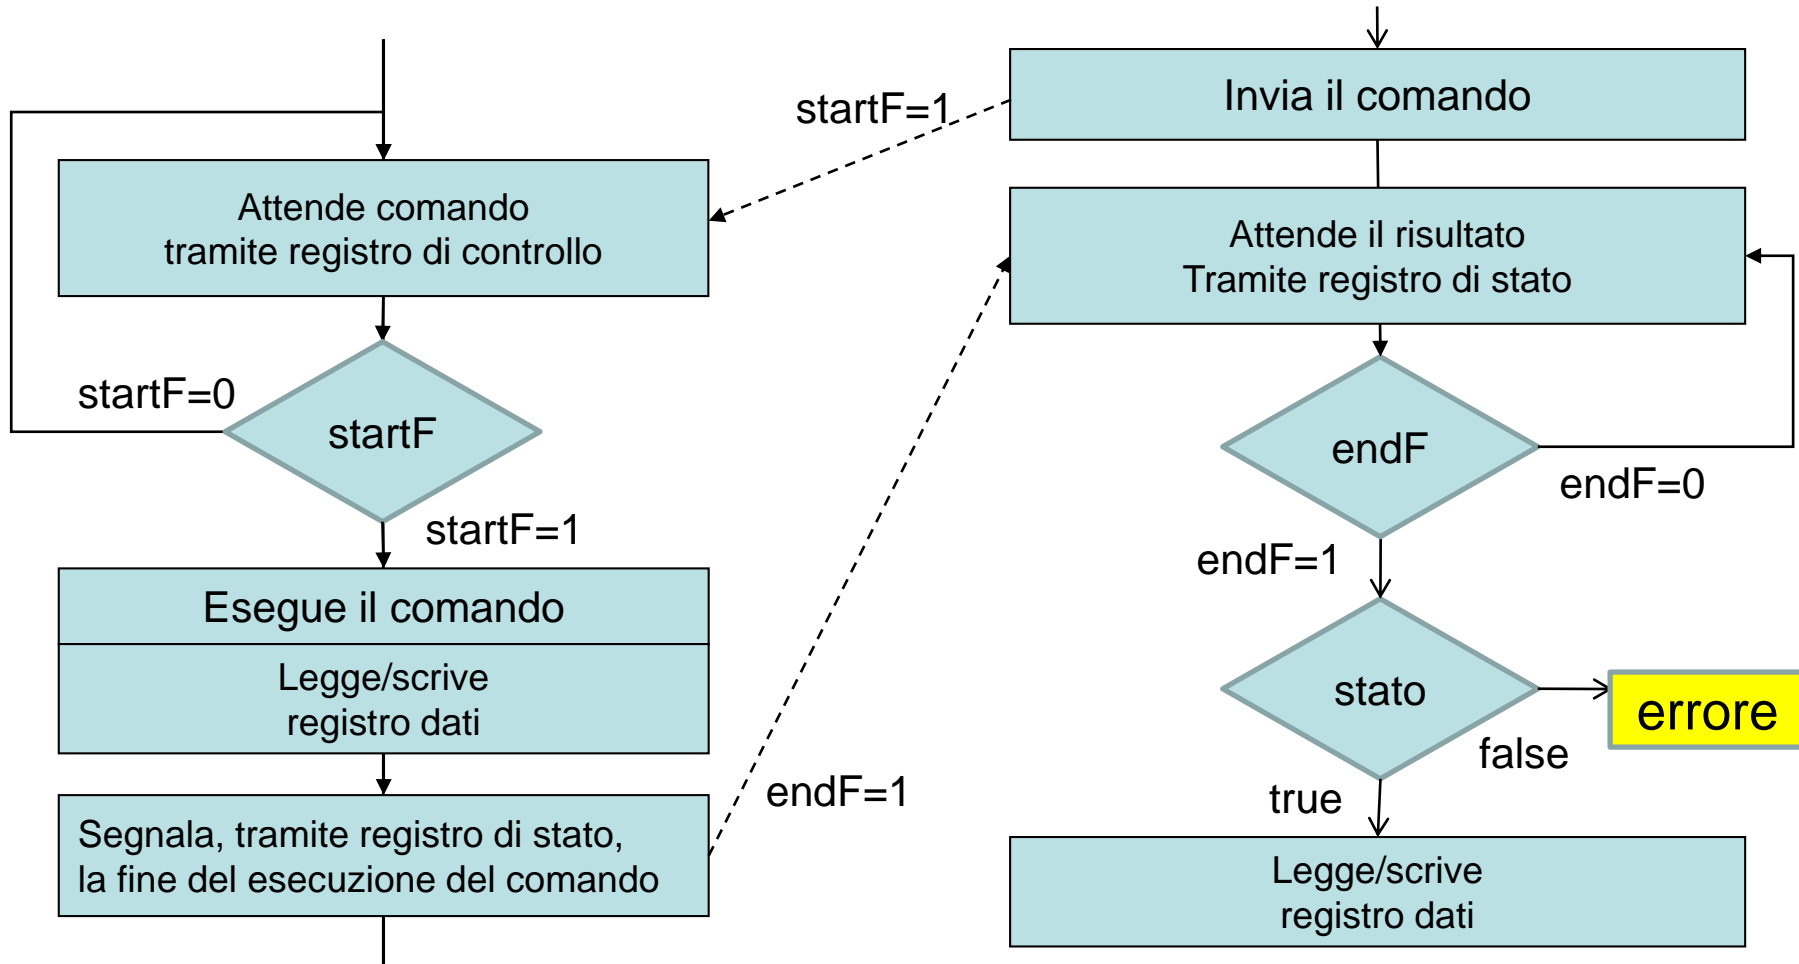 startF=1
Attende comando
tramite registro di controllo
startF=0
startF
startF=1
Esegue il comando
Legge/scrive
registro dati
Segnala, tramite registro di stato,
la fine del esecuzione del comando
endF=1
Invia il comando
Attende il risultato
Tramite registro di stato
endF
endF=0
endF=1
stato
errore
false
true
Legge/scrive
registro dati